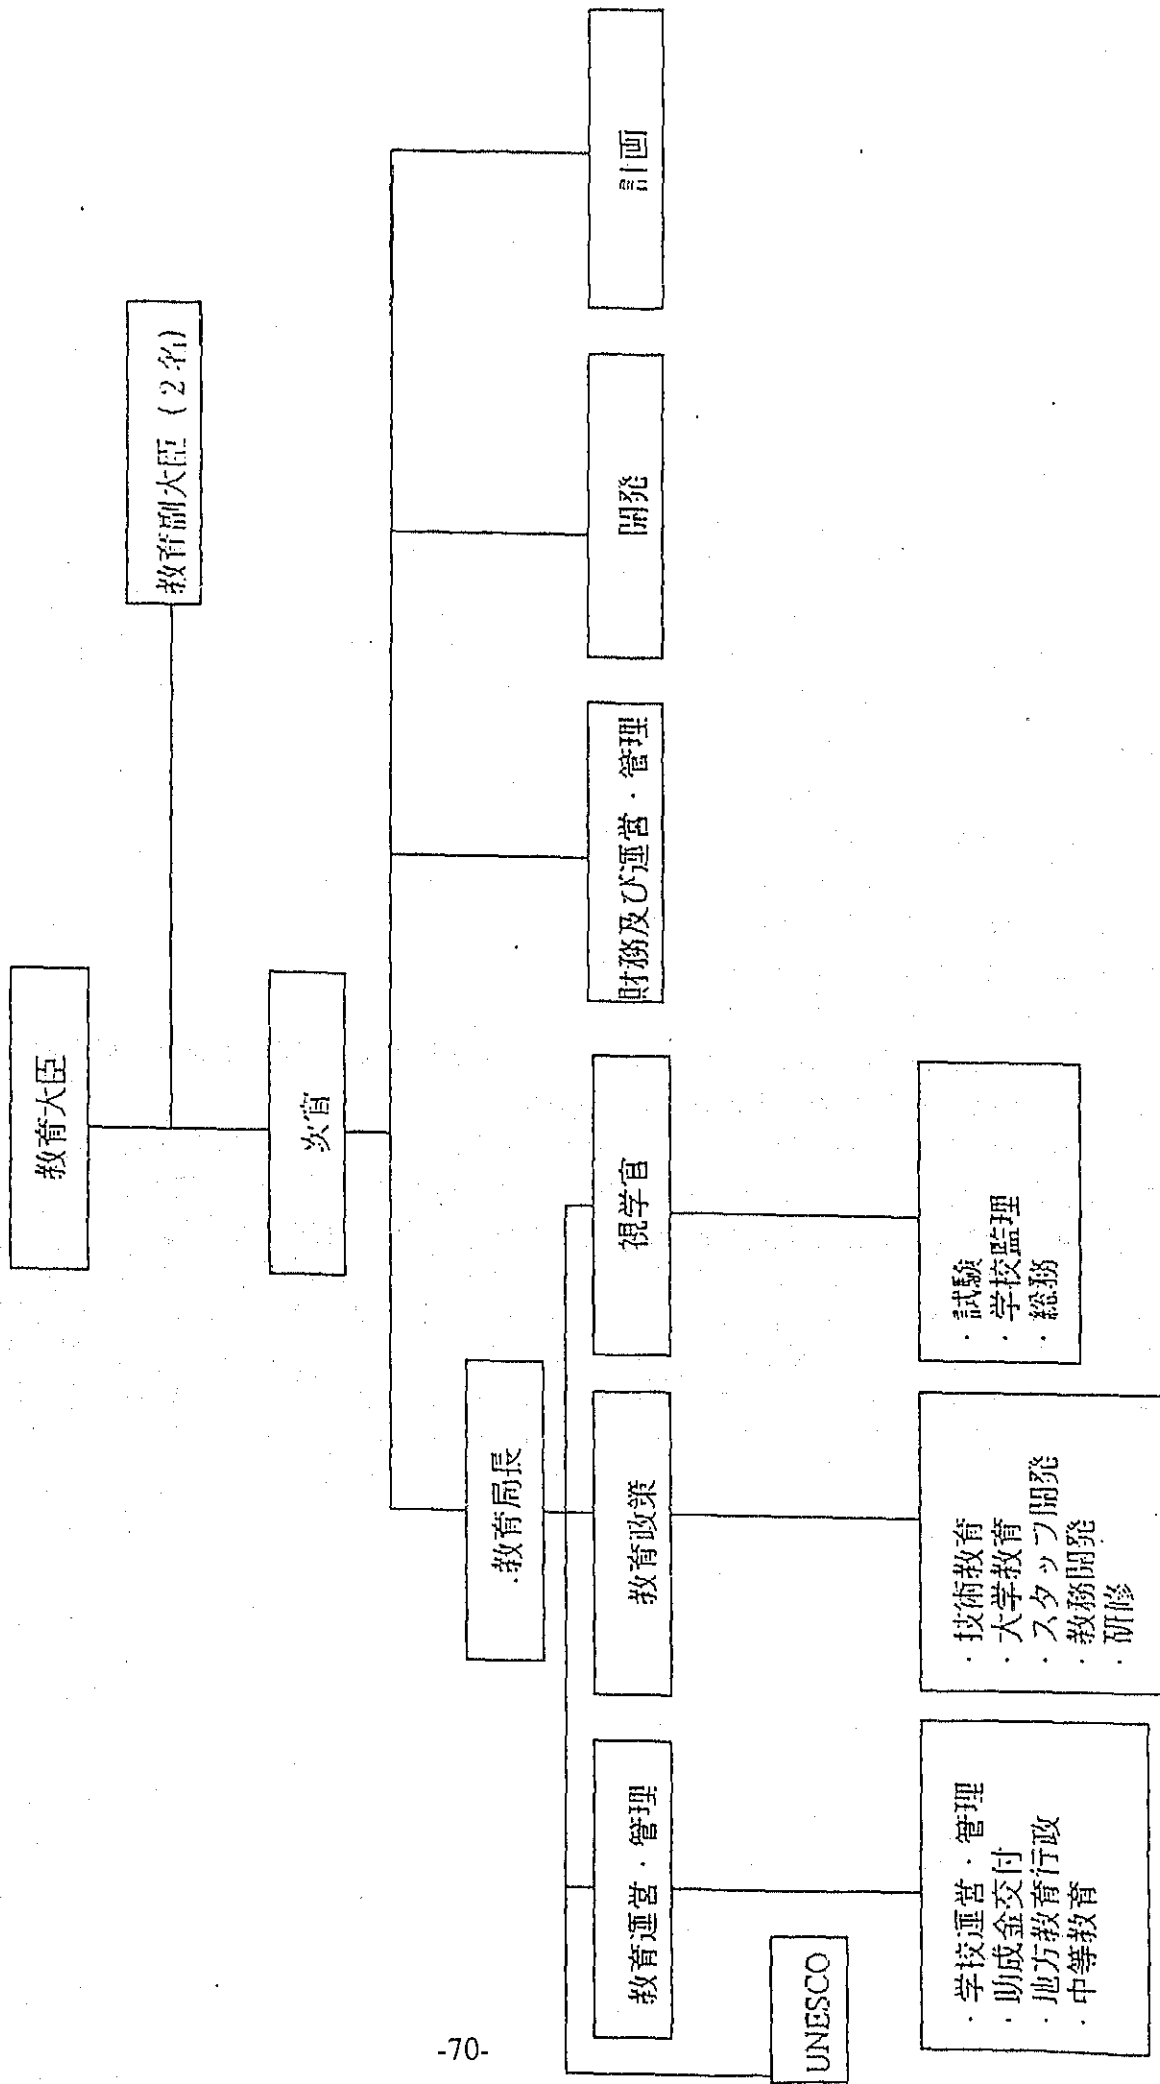 教育大臣
教育副大臣 (2名)
次官
教育局長
財務及び運営・管理
開発
計画
教育運営・管理
教育政策
視学官
UNESCO
・学校運営・管理
・助成金交付
・地方教育行政
・中等教育
・技術教育
・大学教育
・スタッフ開発
・教務開発
・研修
・試験
・学校監理
・総務
-70-